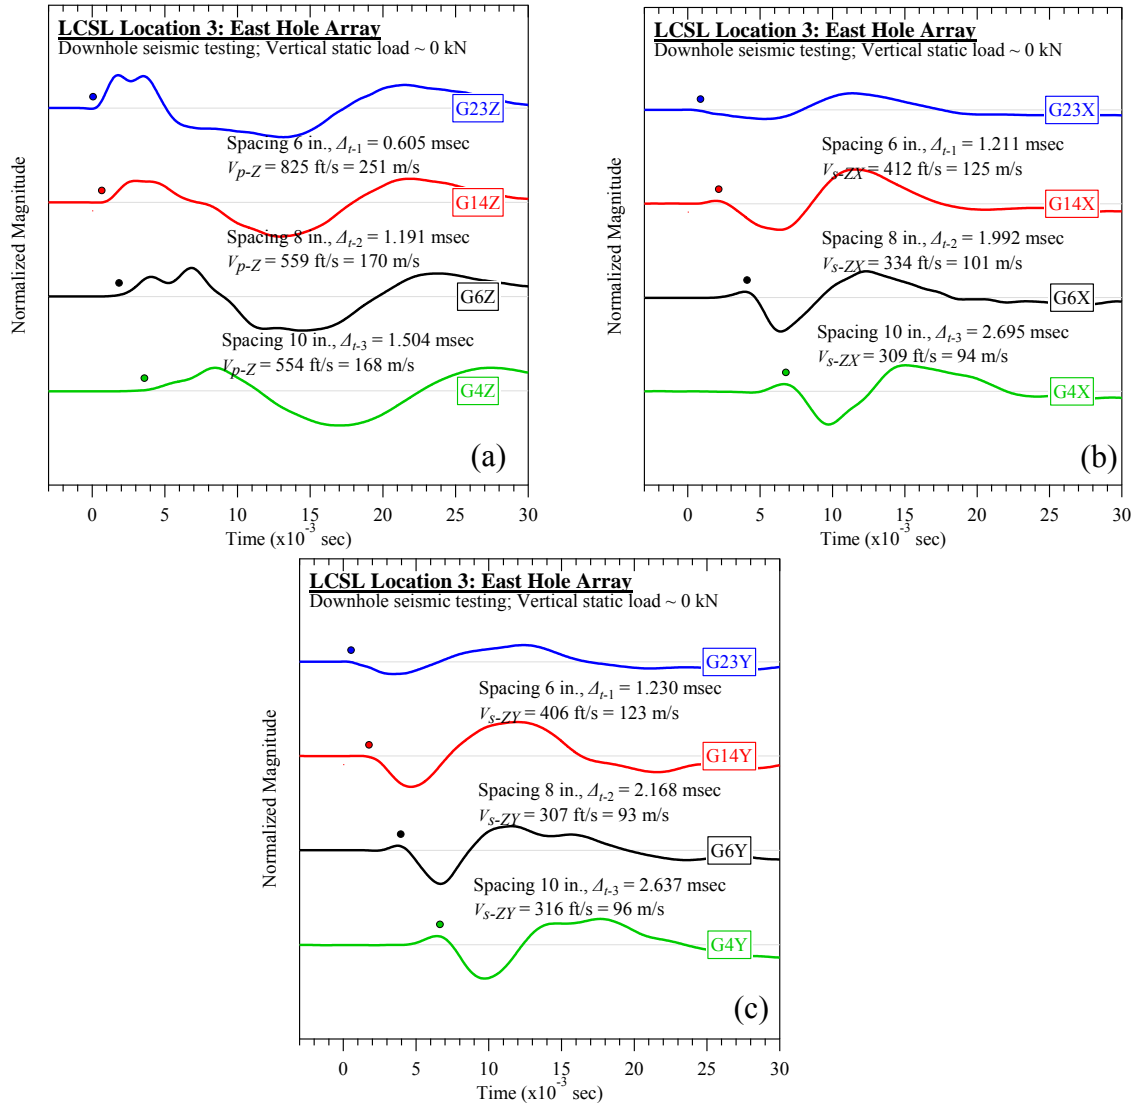 LCSL Location 3: East Hole Array
Downhole seismic testing; Vertical static load ~ 0 kN
G23Z
Spacing 6 in., Δt-1 = 0.605 msec
Vp-Z = 825 ft/s = 251 m/s
G14Z
Spacing 8 in., Δt-2 = 1.191 msec
Vp-Z = 559 ft/s = 170 m/s
G6Z
Spacing 10 in., Δt-3 = 1.504 msec
Vp-Z = 554 ft/s = 168 m/s
G4Z
(a)
Normalized Magnitude
0 5 10 15 20 25 30
Time (x10-3 sec)
LCSL Location 3: East Hole Array
Downhole seismic testing; Vertical static load ~ 0 kN
G23X
Spacing 6 in., Δt-1 = 1.211 msec
Vs-ZX = 412 ft/s = 125 m/s
G14X
Spacing 8 in., Δt-2 = 1.992 msec
Vs-ZX = 334 ft/s = 101 m/s
G6X
Spacing 10 in., Δt-3 = 2.695 msec
Vs-ZX = 309 ft/s = 94 m/s
G4X
(b)
Normalized Magnitude
0 5 10 15 20 25 30
Time (x10-3 sec)
LCSL Location 3: East Hole Array
Downhole seismic testing; Vertical static load ~ 0 kN
G23Y
Spacing 6 in., Δt-1 = 1.230 msec
Vs-ZY = 406 ft/s = 123 m/s
G14Y
Spacing 8 in., Δt-2 = 2.168 msec
Vs-ZY = 307 ft/s = 93 m/s
G6Y
Spacing 10 in., Δt-3 = 2.637 msec
Vs-ZY = 316 ft/s = 96 m/s
G4Y
(c)
Normalized Magnitude
0 5 10 15 20 25 30
Time (x10-3 sec)